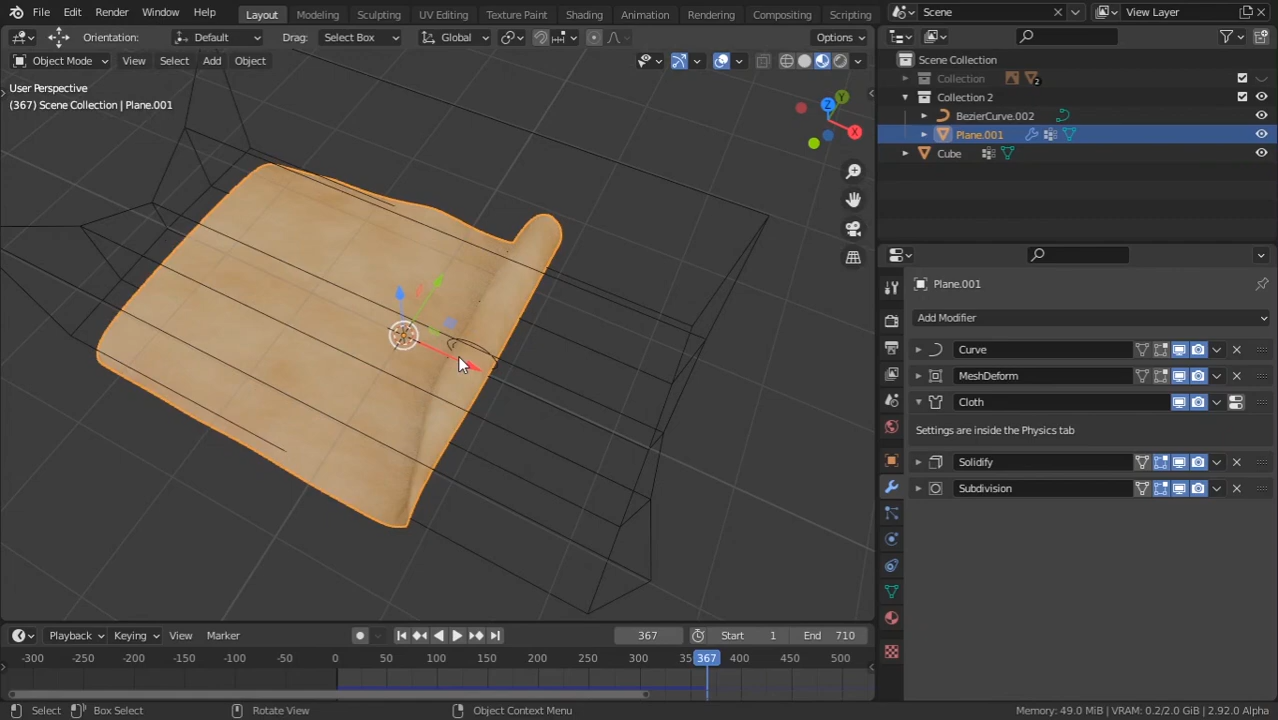 File Edit Render Window Help Layout Modeling Sculpting UV Editing Texture Paint Shading Animation Rendering Compositing Scripting Scene View Layer
Orientation: Default Drag: Select Box Global Options
Object Mode View Select Add Object
User Perspective
(367) Scene Collection | Plane.001
Z Y X
Scene Collection
Collection 2
Collection 2
BezierCurve.002
Plane.001
Cube
Plane.001
Add Modifier
Curve
MeshDeform
Cloth
Settings are inside the Physics tab
Solidify
Subdivision
Playback Keying View Marker 367 Start 1 End 710
-300 -250 -200 -150 -100 -50 0 50 100 150 200 250 300 35 367 400 450 500
Select Box Select Rotate View Object Context Menu Memory: 49.0 MiB | VRAM: 0.2/2.0 GiB | 2.92.0 Alpha